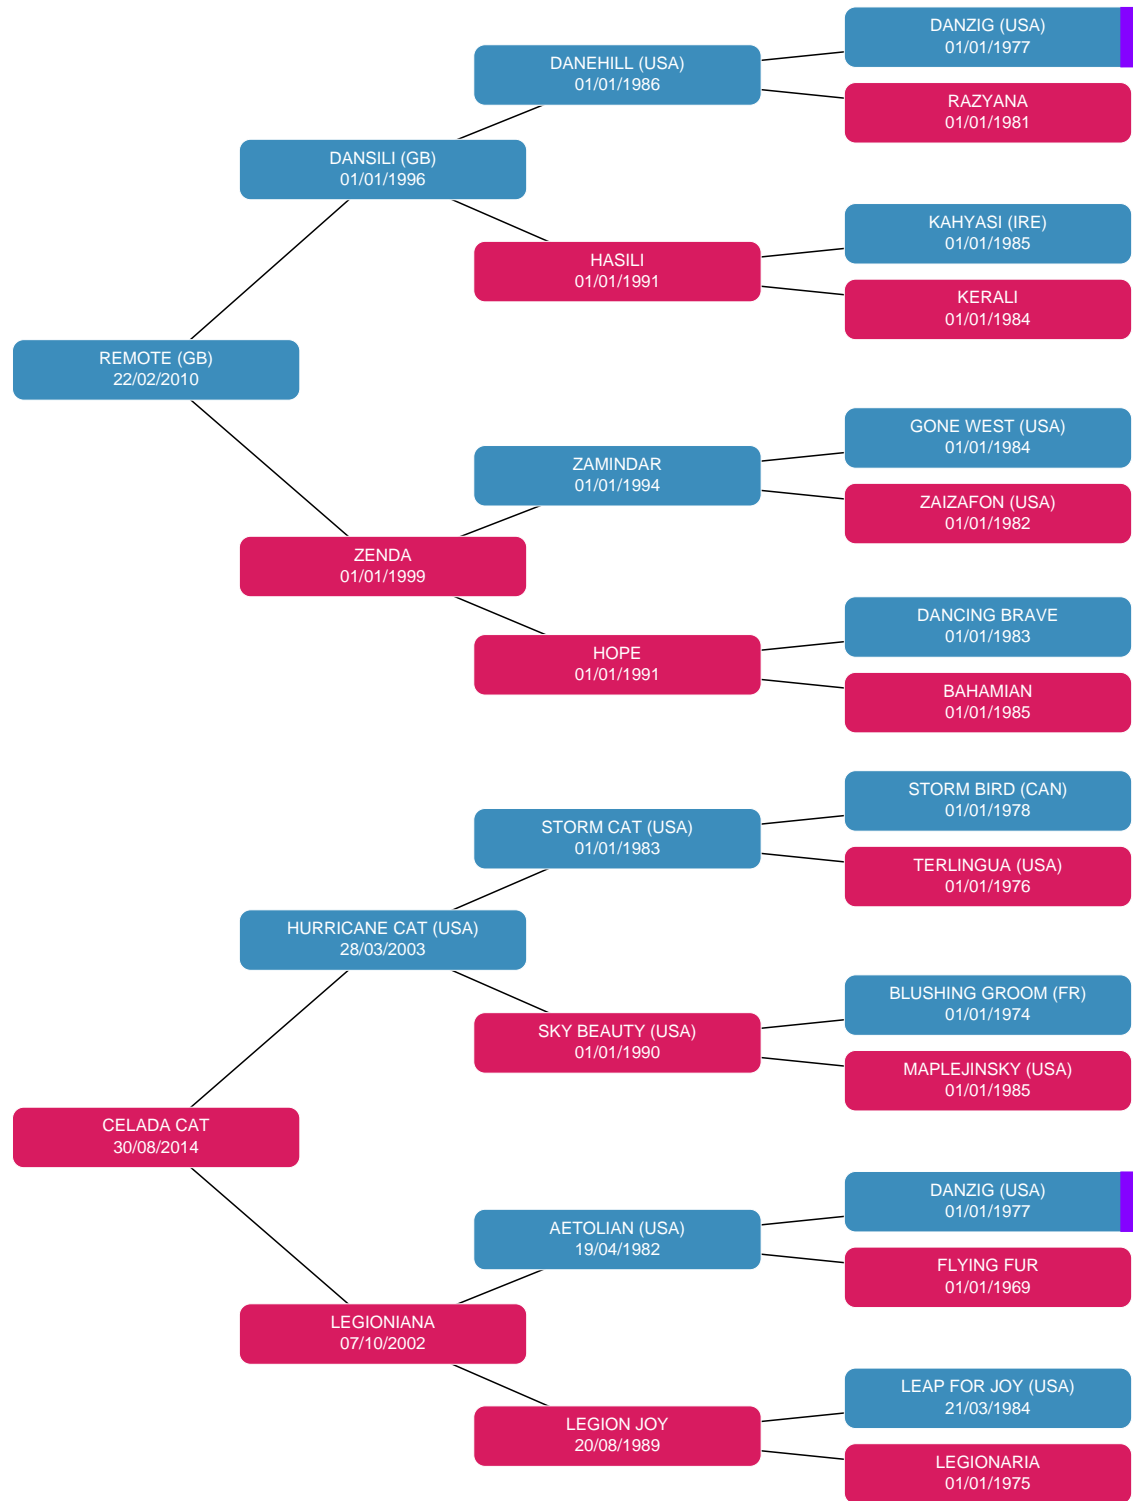 DANZIG (USA)
01/01/1977
DANEHILL (USA)
01/01/1986
RAZYANA
01/01/1981
DANSILI (GB)
01/01/1996
KAHYASI (IRE)
01/01/1985
HASILI
01/01/1991
KERALI
01/01/1984
REMOTE (GB)
22/02/2010
GONE WEST (USA)
01/01/1984
ZAMINDAR
01/01/1994
ZAIZAFON (USA)
01/01/1982
ZENDA
01/01/1999
DANCING BRAVE
01/01/1983
HOPE
01/01/1991
BAHAMIAN
01/01/1985
STORM BIRD (CAN)
01/01/1978
STORM CAT (USA)
01/01/1983
TERLINGUA (USA)
01/01/1976
HURRICANE CAT (USA)
28/03/2003
BLUSHING GROOM (FR)
01/01/1974
SKY BEAUTY (USA)
01/01/1990
MAPLEJINSKY (USA)
01/01/1985
CELADA CAT
30/08/2014
DANZIG (USA)
01/01/1977
AETOLIAN (USA)
19/04/1982
FLYING FUR
01/01/1969
LEGIONIANA
07/10/2002
LEAP FOR JOY (USA)
21/03/1984
LEGION JOY
20/08/1989
LEGIONARIA
01/01/1975